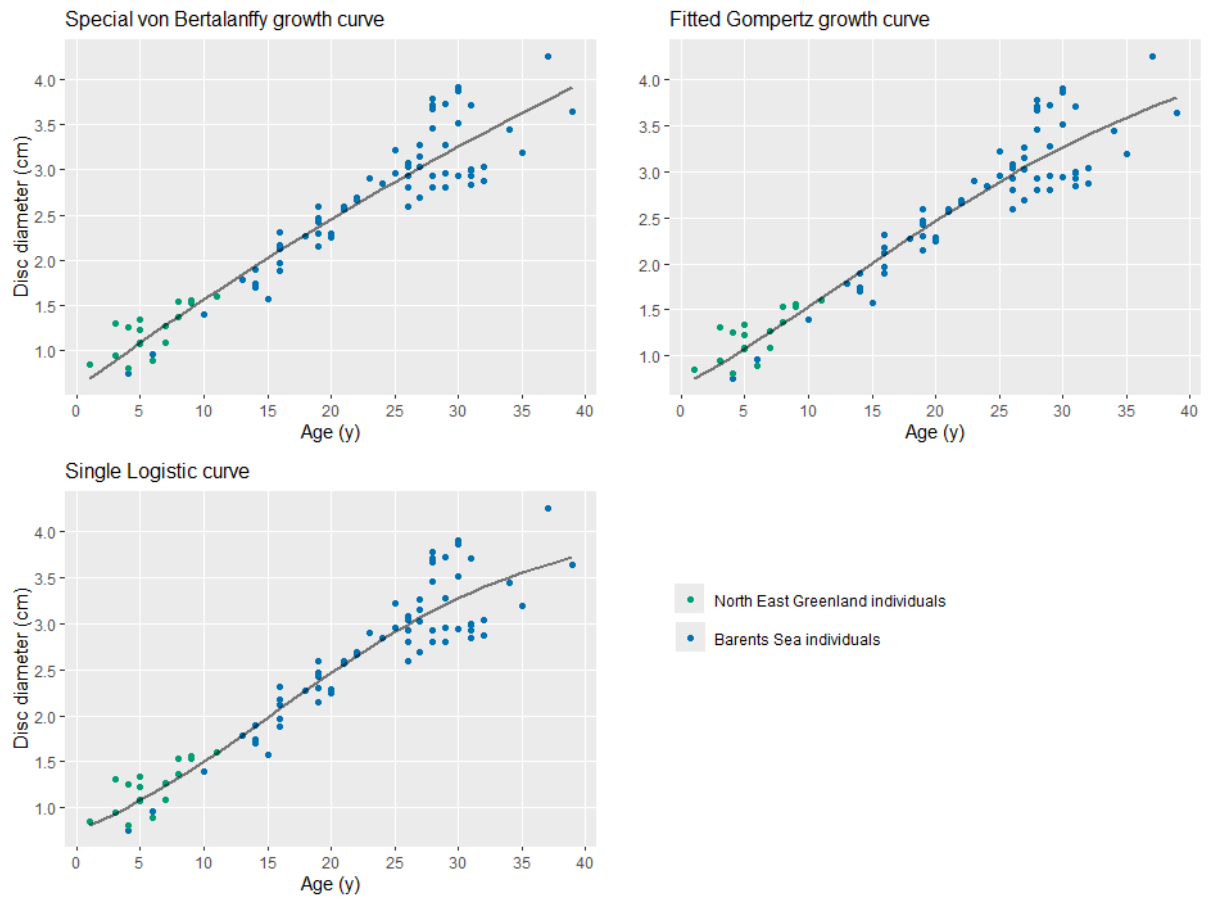 Special von Bertalanffy growth curve
4.0
3.5
3.0
2.5
2.0
1.5
1.0
Disc diameter (cm)
0 5 10 15 20 25 30 35 40
Age (y)
Fitted Gompertz growth curve
4.0
3.5
3.0
2.5
2.0
1.5
1.0
0 5 10 15 20 25 30 35 40
Age (y)
Single Logistic curve
4.0
3.5
3.0
2.5
2.0
1.5
1.0
Disc diameter (cm)
0 5 10 15 20 25 30 35 40
Age (y)
North East Greenland individuals
Barents Sea individuals